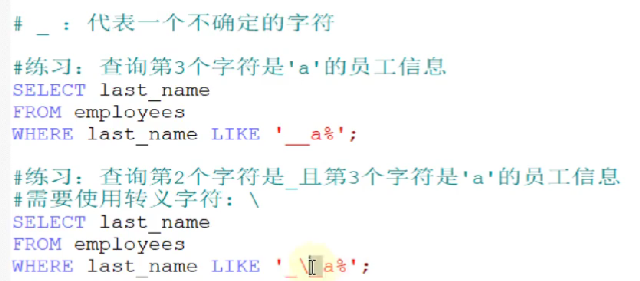 # _ : 代表一个不确定的字符
#练习: 查询第3个字符是'a'的员工信息
SELECT last_name
FROM employees
WHERE last_name LIKE '__a%';
#练习: 查询第2个字符是_且第3个字符是'a'的员工信息
#需要使用转义字符: \
SELECT last_name
FROM employees
WHERE last_name LIKE '_\_a%';